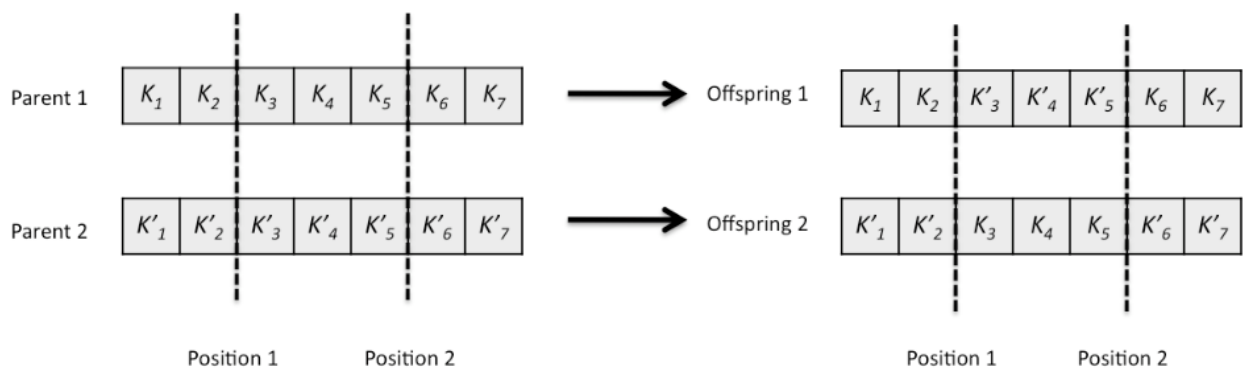 Parent 1 K1 K2 K3 K4 K5 K6 K7 Offspring 1 K1 K2 K'3 K'4 K'5 K6 K7
Parent 2 K'1 K'2 K'3 K'4 K'5 K'6 K'7 Offspring 2 K'1 K'2 K3 K4 K5 K'6 K'7
Position 1 Position 2 Position 1 Position 2